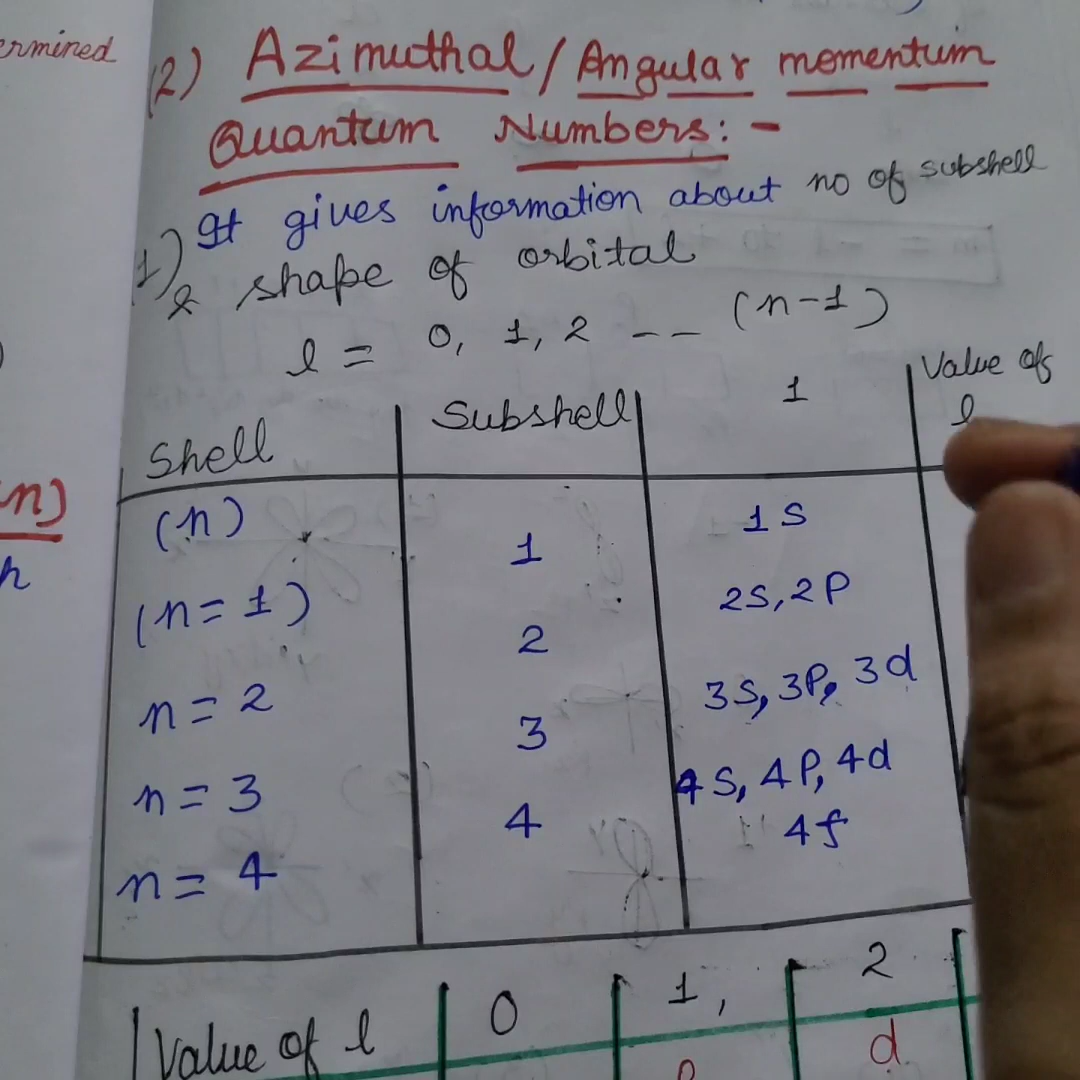 ermined
(2) Azimuthal / Angular momentum
Quantum Numbers: -
1) It gives information about no of subshell
& shape of orbital
l = 0, 1, 2 -- (n-1)
Shell Subshell 1 Value of l
(n) 1 1S
(n=1) 2 2S, 2P
n = 2 3 3S, 3P, 3d
n = 3 4 4S, 4P, 4d
4f
n = 4
n)
Value of l 0 1, 2
d